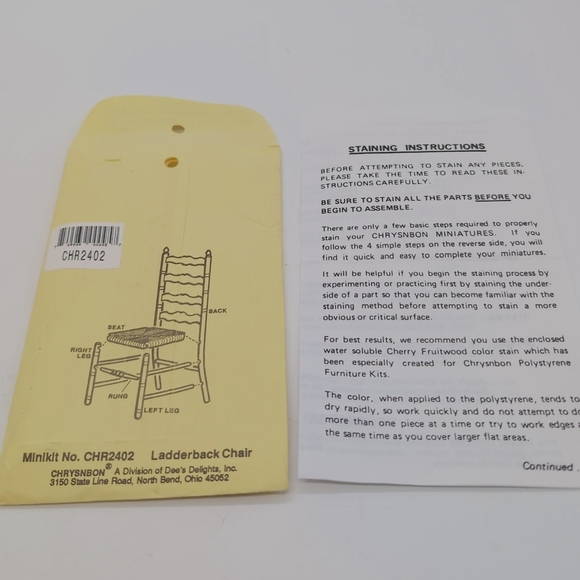 CHR2402
BACK
SEAT
RIGHT
LEG
RUNG
LEFT LEG
Minikit No. CHR2402 Ladderback Chair
CHRYSNBON® A Division of Dee's Delights, Inc.
3150 State Line Road, North Bend, Ohio 45052
STAINING INSTRUCTIONS
BEFORE ATTEMPTING TO STAIN ANY PIECES,
PLEASE TAKE THE TIME TO READ THESE IN-
STRUCTIONS CAREFULLY.
BE SURE TO STAIN ALL THE PARTS BEFORE YOU
BEGIN TO ASSEMBLE.
There are only a few basic steps required to properly
stain your CHRYSNBON MINIATURES. If you
follow the 4 simple steps on the reverse side, you will
find it quick and easy to complete your miniatures.
It will be helpful if you begin the staining process by
experimenting or practicing first by staining the under-
side of a part so that you can become familiar with the
staining method before attempting to stain a more
obvious or critical surface.
For best results, we recommend you use the enclosed
water soluble Cherry Fruitwood color stain which has
been especially created for Chrysnbon Polystyrene
Furniture Kits.
The color, when applied to the polystyrene, tends to
dry rapidly, so work quickly and do not attempt to do
more than one piece at a time or try to work edges a
the same time as you cover larger flat areas.
Continued .